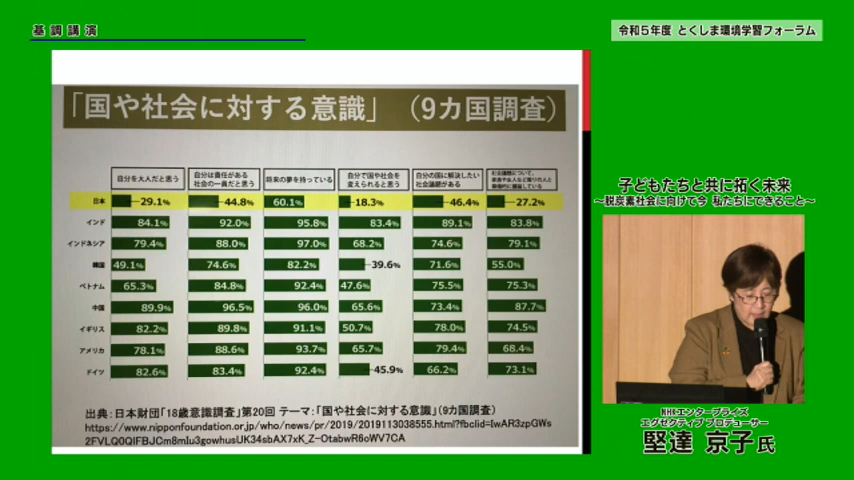 基調講演
令和5年度 とくしま環境学習フォーラム
「国や社会に対する意識」（9カ国調査）
自分を大人だと思う 自分は責任がある社会の一員だと思う 将来の夢を持っている 自分で国や社会を変えられると思う 自分の国に解決したい社会議題がある 社会議題について、家族や友人など周りの人と積極的に議論している
日本 29.1% 44.8% 60.1% 18.3% 46.4% 27.2%
インド 84.1% 92.0% 95.8% 83.4% 89.1% 83.8%
インドネシア 79.4% 88.0% 97.0% 68.2% 74.6% 79.1%
韓国 49.1% 74.6% 82.2% 39.6% 71.6% 55.0%
ベトナム 65.3% 84.8% 92.4% 47.6% 75.5% 75.3%
中国 89.9% 96.5% 96.0% 65.6% 73.4% 87.7%
イギリス 82.2% 89.8% 91.1% 50.7% 78.0% 74.5%
アメリカ 78.1% 88.6% 93.7% 65.7% 79.4% 68.4%
ドイツ 82.6% 83.4% 92.4% 45.9% 66.2% 73.1%
出典：日本財団「18歳意識調査」第20回 テーマ：「国や社会に対する意識」（9カ国調査）
https://www.nipponfoundation.or.jp/who/news/pr/2019/2019113038555.html?fbclid=IwAR3zpGWs
2FVLQ0QIFBJCm8mIu3gowhusUK34sbAX7xK_Z-OtabwR6oWV7CA
子どもたちと共に拓く未来
～脱炭素社会に向けて今 私たちにできること～
NHKエンタープライズ
エグゼクティブ プロデューサー
堅達 京子氏